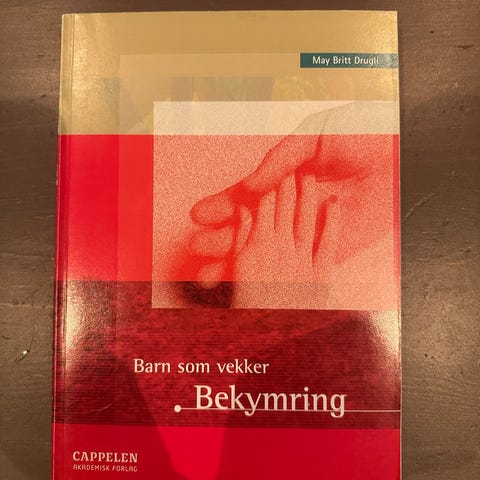 May Britt Drugli
Barn som vekker
Bekymring
CAPPELEN
AKADEMISK FORLAG